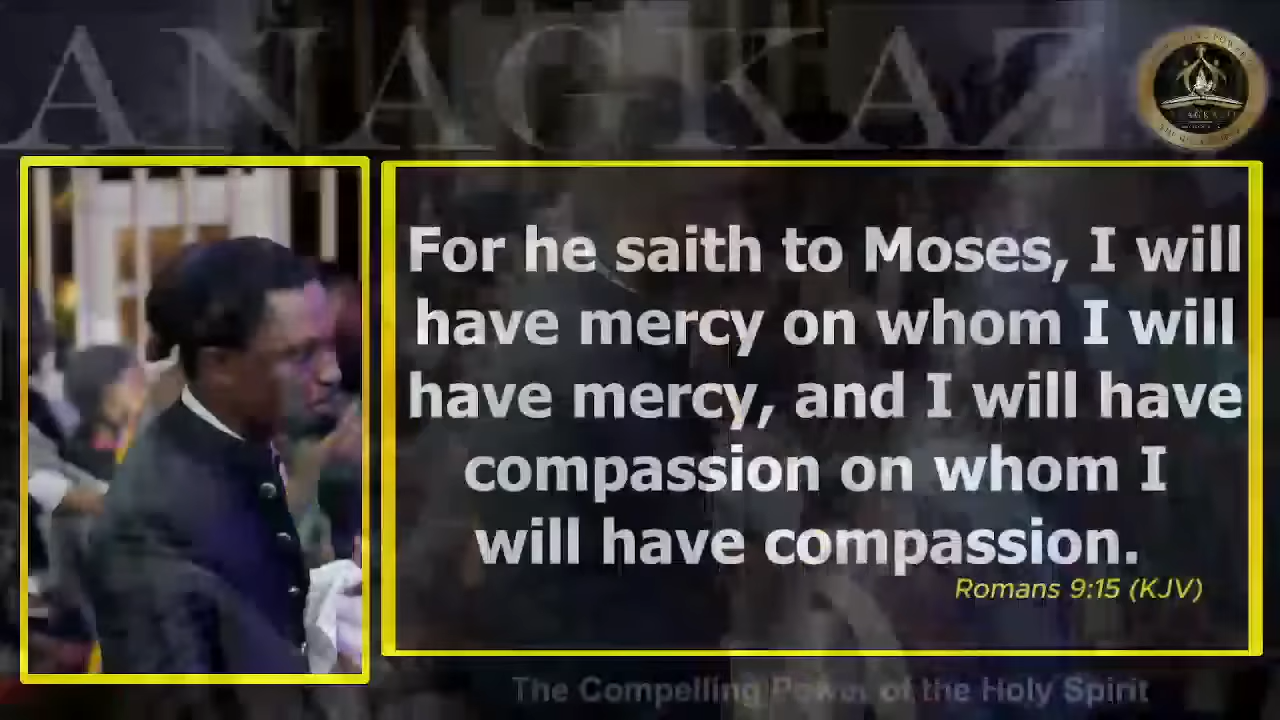 ANAGKAZ
For he saith to Moses, I will
have mercy on whom I will
have mercy, and I will have
compassion on whom I
will have compassion.
Romans 9:15 (KJV)
The Compelling Power of the Holy Spirit